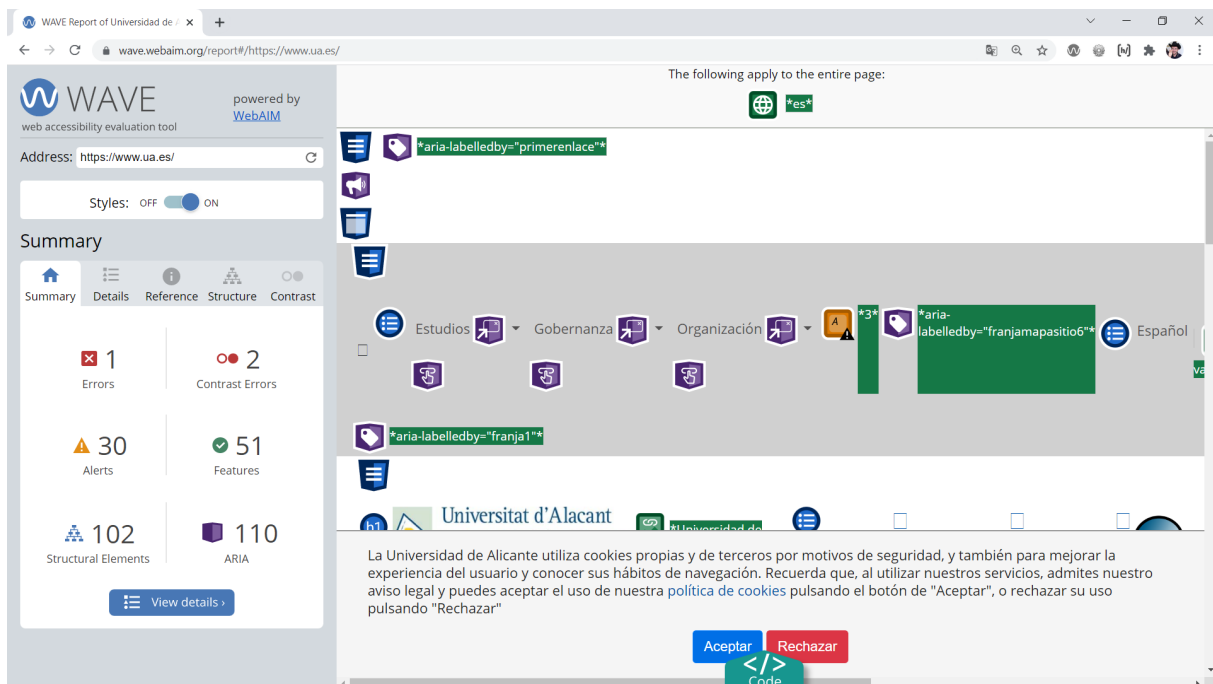 WAVE Report of Universidad de A
wave.webaim.org/report#/https://www.ua.es/
WAVE
web accessibility evaluation tool
powered by
WebAIM
Address: https://www.ua.es/
Styles: OFF ON
Summary
Summary Details Reference Structure Contrast
1
Errors
2
Contrast Errors
30
Alerts
51
Features
102
Structural Elements
110
ARIA
View details ›
The following apply to the entire page:
*es*
*aria-labelledby="primerenlace"*
Estudios Gobernanza Organización A *3* *aria-
labelledby="franjamapasitio6"* Español
va
*aria-labelledby="franja1"*
h1 Universitat d'Alacant *Universidad de
La Universidad de Alicante utiliza cookies propias y de terceros por motivos de seguridad, y también para mejorar la
experiencia del usuario y conocer sus hábitos de navegación. Recuerda que, al utilizar nuestros servicios, admites nuestro
aviso legal y puedes aceptar el uso de nuestra política de cookies pulsando el botón de "Aceptar", o rechazar su uso
pulsando "Rechazar"
Aceptar Rechazar
</>
Code